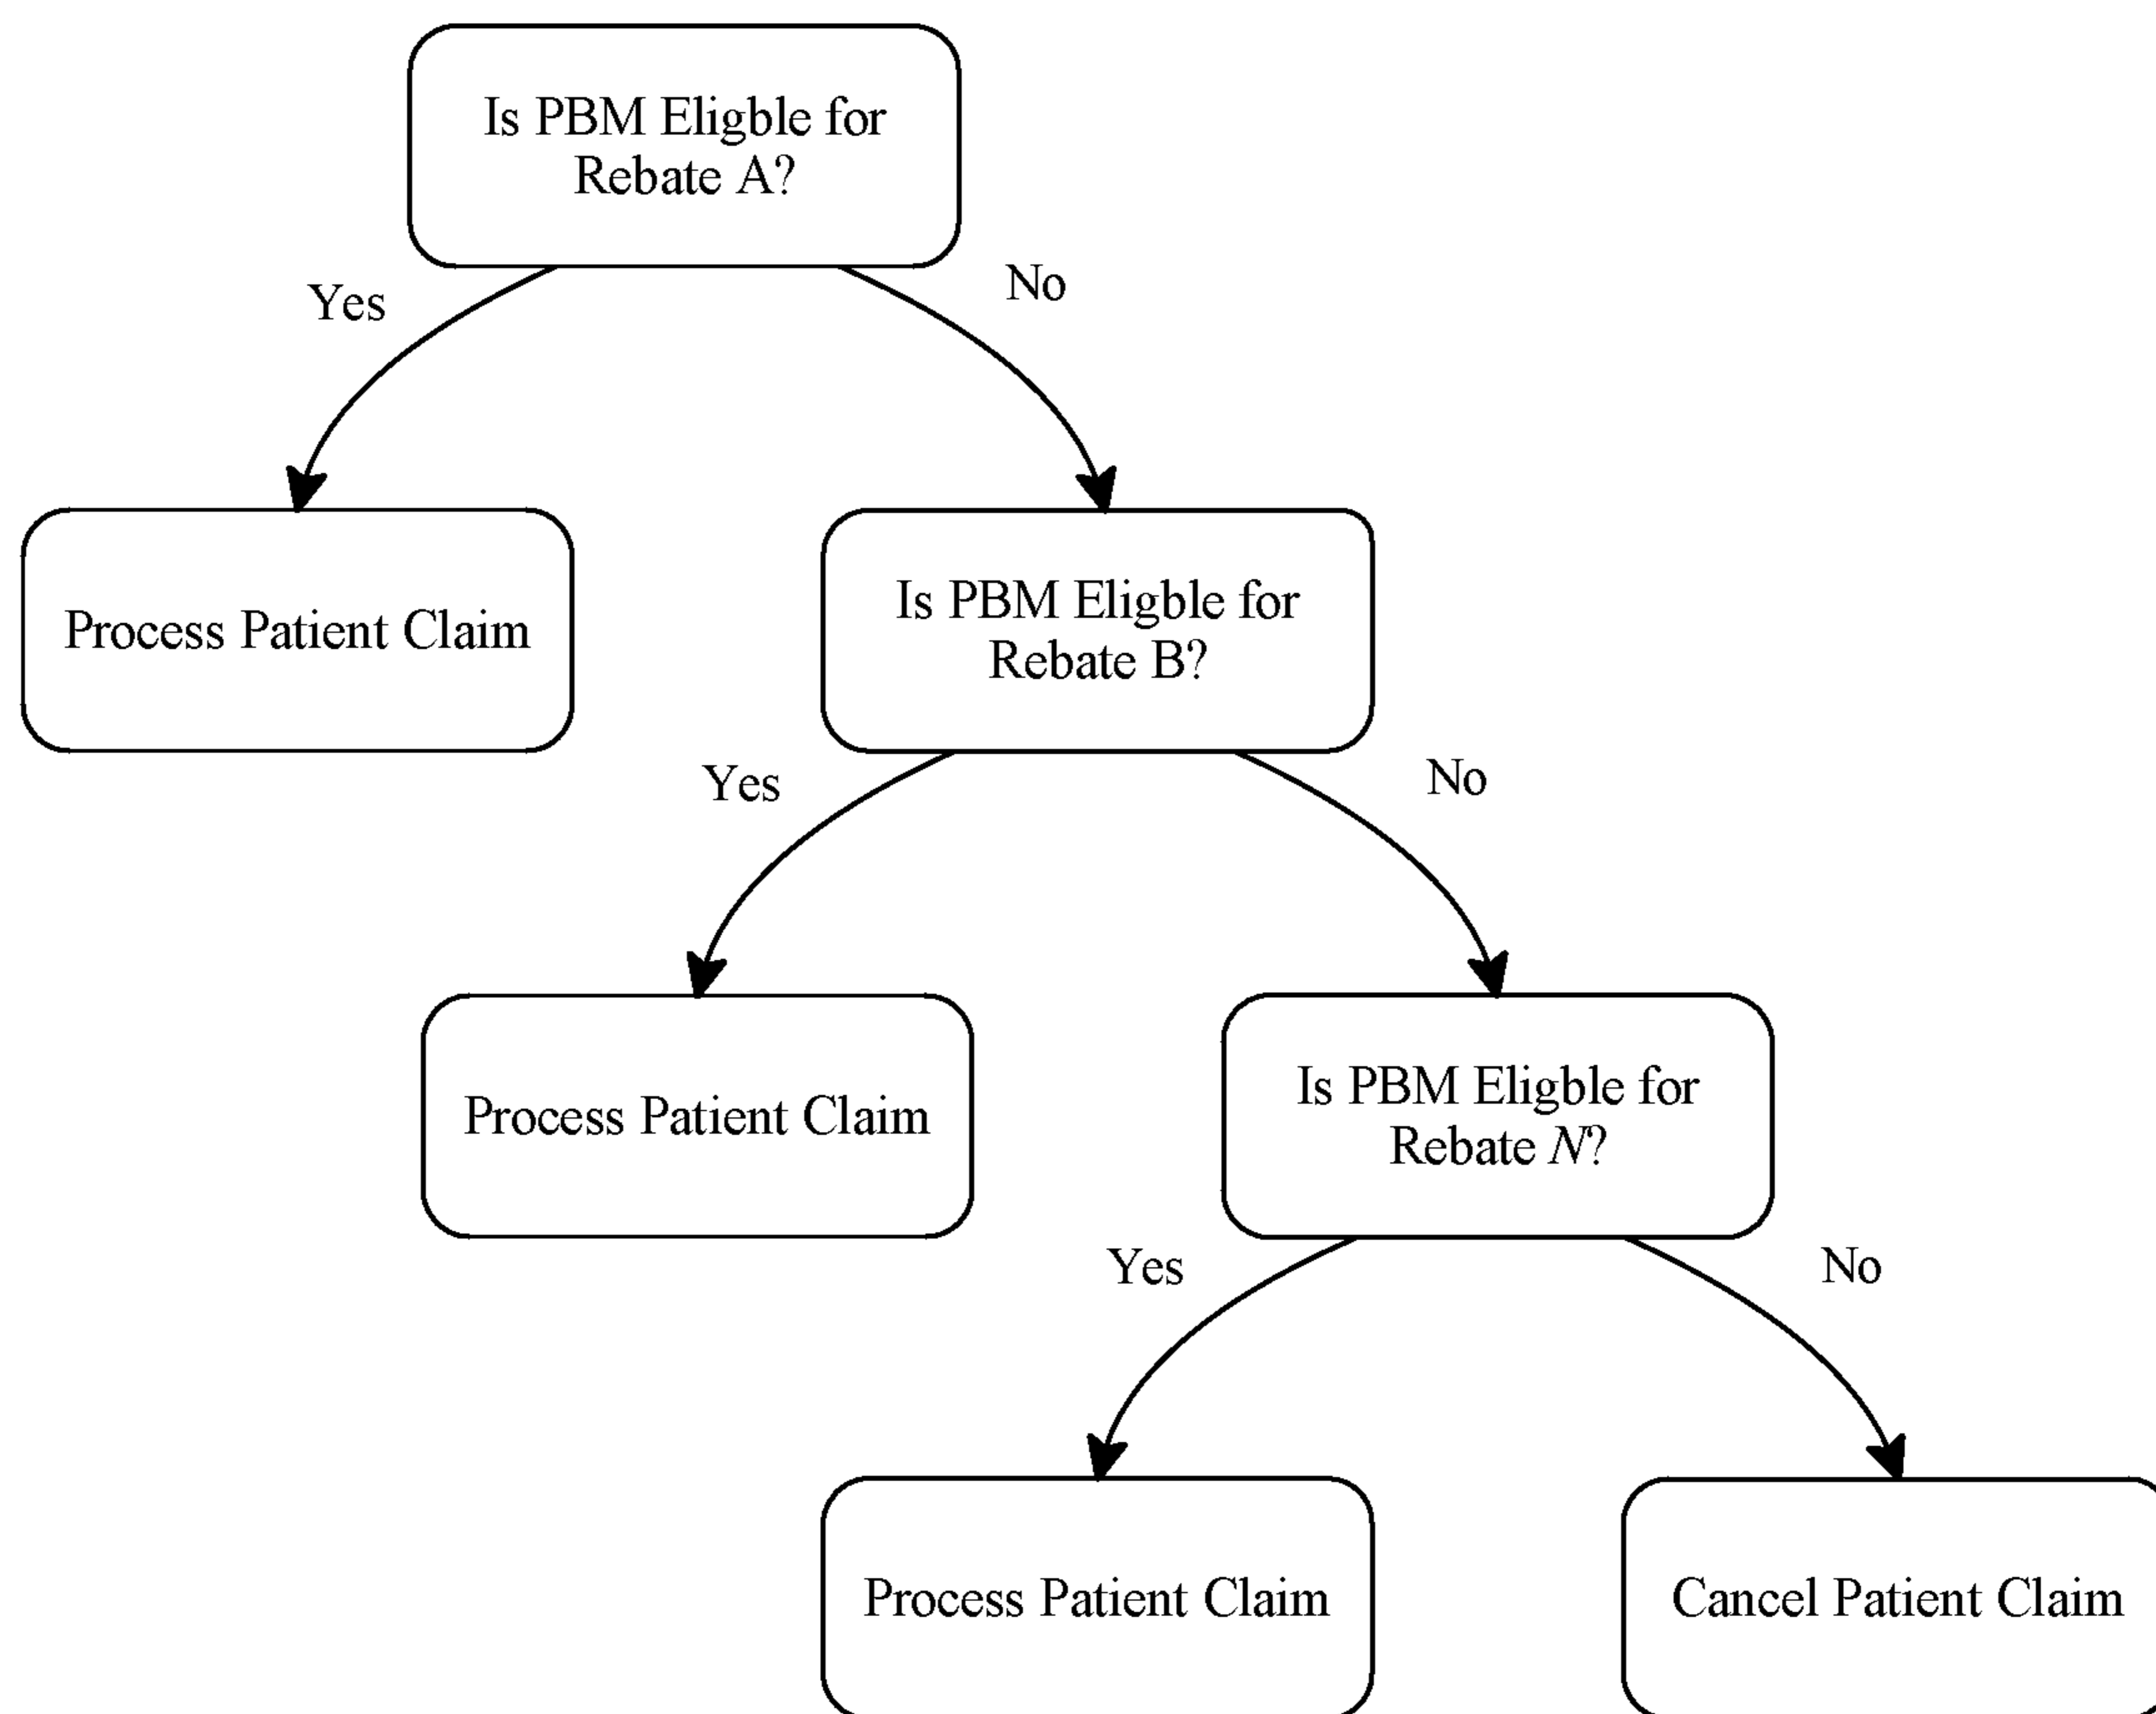 Is PBM Eligble for
Rebate A?
Yes
No
Process Patient Claim
Is PBM Eligble for
Rebate B?
Yes
No
Process Patient Claim
Is PBM Eligble for
Rebate N?
Yes
No
Process Patient Claim
Cancel Patient Claim